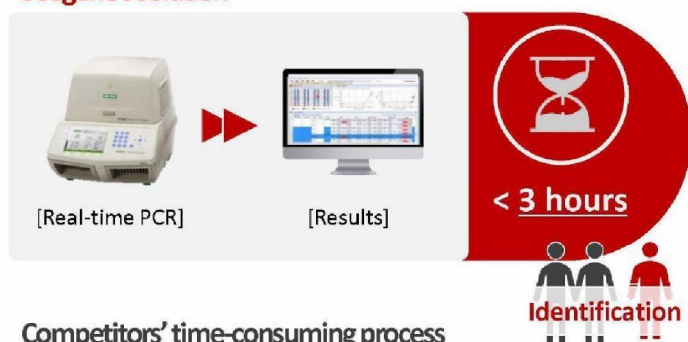 [Real-time PCR]
[Results]
< 3 hours
Identification
Competitors' time-consuming process